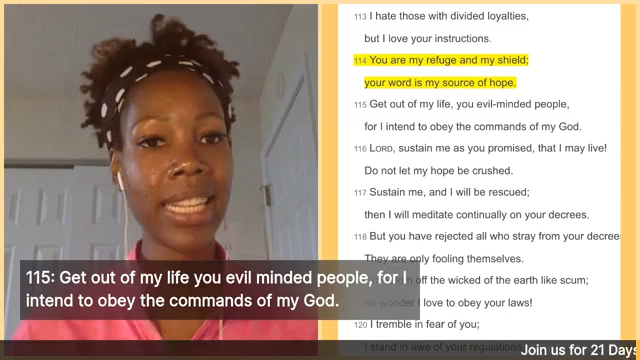 113 I hate those with divided loyalties,
but I love your instructions.
114 You are my refuge and my shield;
your word is my source of hope.
115 Get out of my life, you evil-minded people,
for I intend to obey the commands of my God.
116 LORD, sustain me as you promised, that I may live!
Do not let my hope be crushed.
117 Sustain me, and I will be rescued;
then I will meditate continually on your decrees.
118 But you have rejected all who stray from your decree
They are only fooling themselves.
off the wicked of the earth like scum;
no wonder I love to obey your laws!
120 I tremble in fear of you;
I stand in awe of your regulations.
115: Get out of my life you evil minded people, for I
intend to obey the commands of my God.
Join us for 21 Days